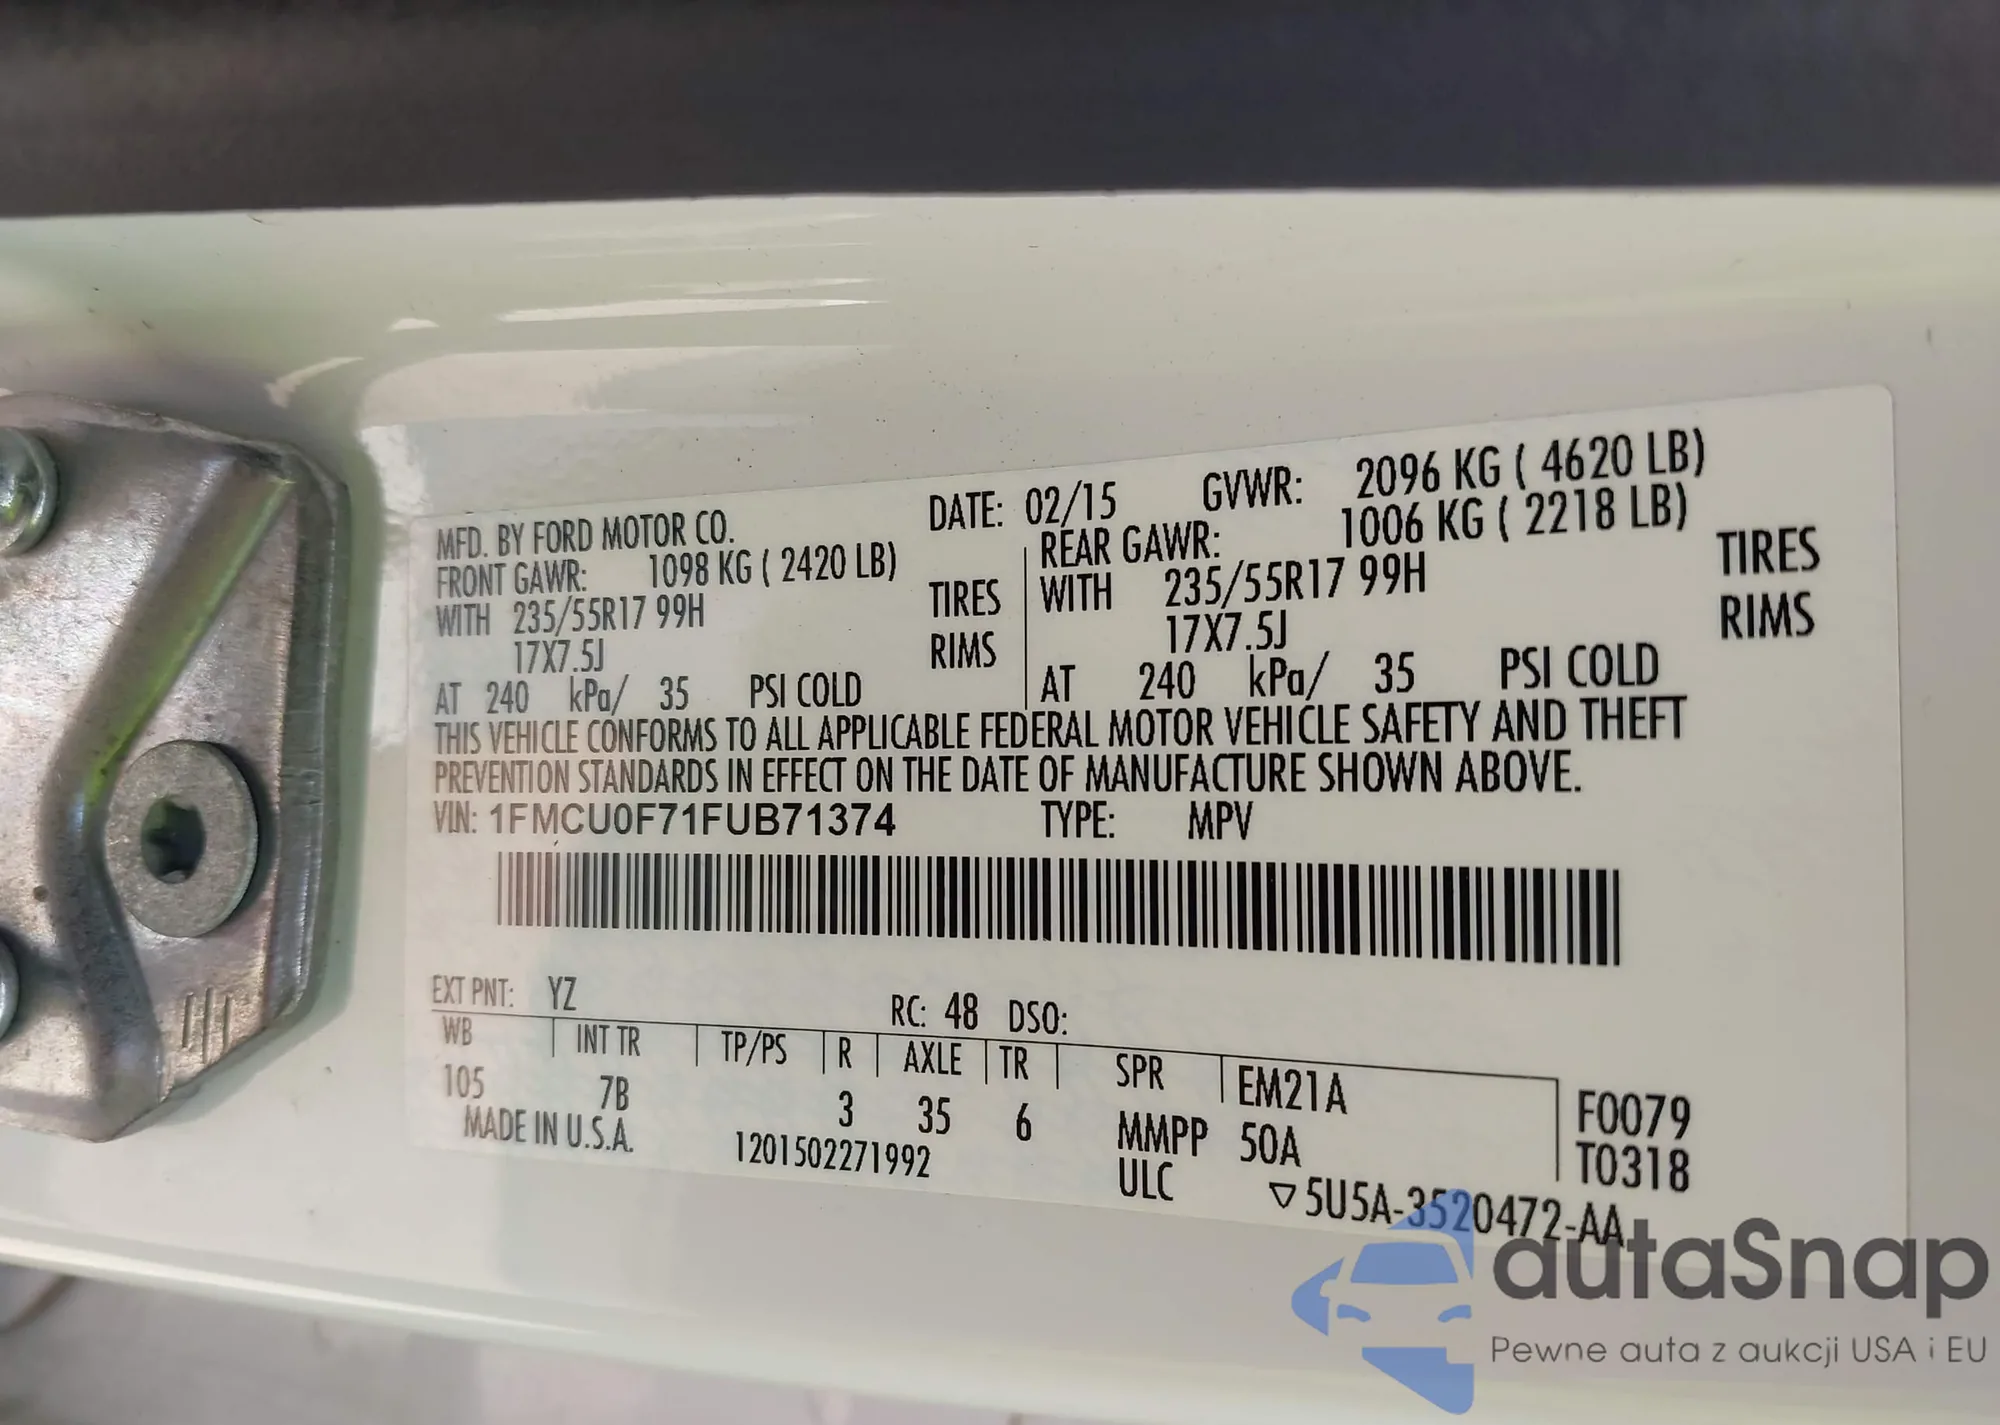 MFD. BY FORD MOTOR CO. DATE: 02/15 GVWR: 2096 KG ( 4620 LB)
FRONT GAWR: 1098 KG ( 2420 LB) REAR GAWR: 1006 KG ( 2218 LB)
WITH 235/55R17 99H TIRES WITH 235/55R17 99H TIRES
17X7.5J RIMS 17X7.5J RIMS
AT 240 kPa/ 35 PSI COLD AT 240 kPa/ 35 PSI COLD
THIS VEHICLE CONFORMS TO ALL APPLICABLE FEDERAL MOTOR VEHICLE SAFETY AND THEFT
PREVENTION STANDARDS IN EFFECT ON THE DATE OF MANUFACTURE SHOWN ABOVE.
VIN: 1FMCU0F71FUB71374 TYPE: MPV
EXT PNT: YZ RC: 48 DSO:
WB INT TR TP/PS R AXLE TR SPR EM21A F0079
105 7B 3 35 6 MMPP 50A T0318
MADE IN U.S.A. 1201502271992 ULC ▽5U5A-3520472-AA
autaSnap
Pewne auta z aukcji USA i EU